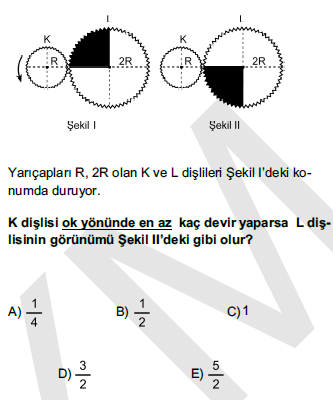 K
I
R
2R
K
I
R
2R
Şekil I
Şekil II
Yarıçapları R, 2R olan K ve L dişlileri Şekil I'deki ko-
numda duruyor.
K dişlisi ok yönünde en az kaç devir yaparsa L diş-
lisinin görünümü Şekil II'deki gibi olur?
A) 1/4 B) 1/2 C) 1
D) 3/2 E) 5/2